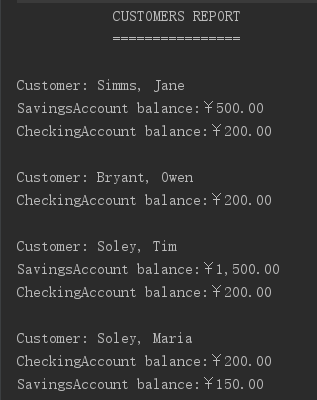 CUSTOMERS REPORT
================
Customer: Simms, Jane
SavingsAccount balance:￥500.00
CheckingAccount balance:￥200.00
Customer: Bryant, Owen
CheckingAccount balance:￥200.00
Customer: Soley, Tim
SavingsAccount balance:￥1,500.00
CheckingAccount balance:￥200.00
Customer: Soley, Maria
CheckingAccount balance:￥200.00
SavingsAccount balance:￥150.00